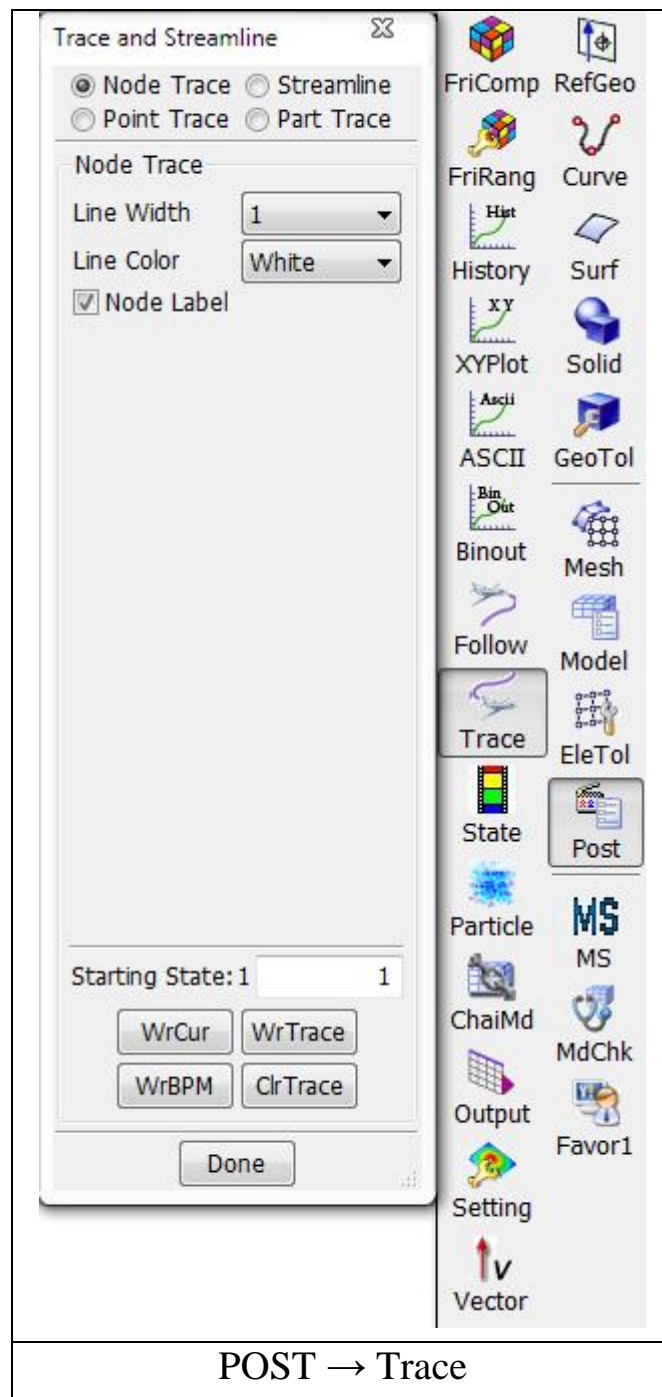 Trace and Streamline
Node Trace Streamline
Point Trace Part Trace
Node Trace
Line Width 1
Line Color White
Node Label
Starting State: 1 1
WrCur WrTrace
WrBPM ClrTrace
Done
FriComp
FriRang
Hist
History
XY
XYPlot
Ascii
ASCII
Bin
Out
Binout
Follow
Trace
State
Particle
ChaiMd
Output
Setting
v
Vector
RefGeo
Curve
Surf
Solid
GeoTol
Mesh
Model
EleTol
Post
MS
MS
MdChk
Favor1
POST → Trace